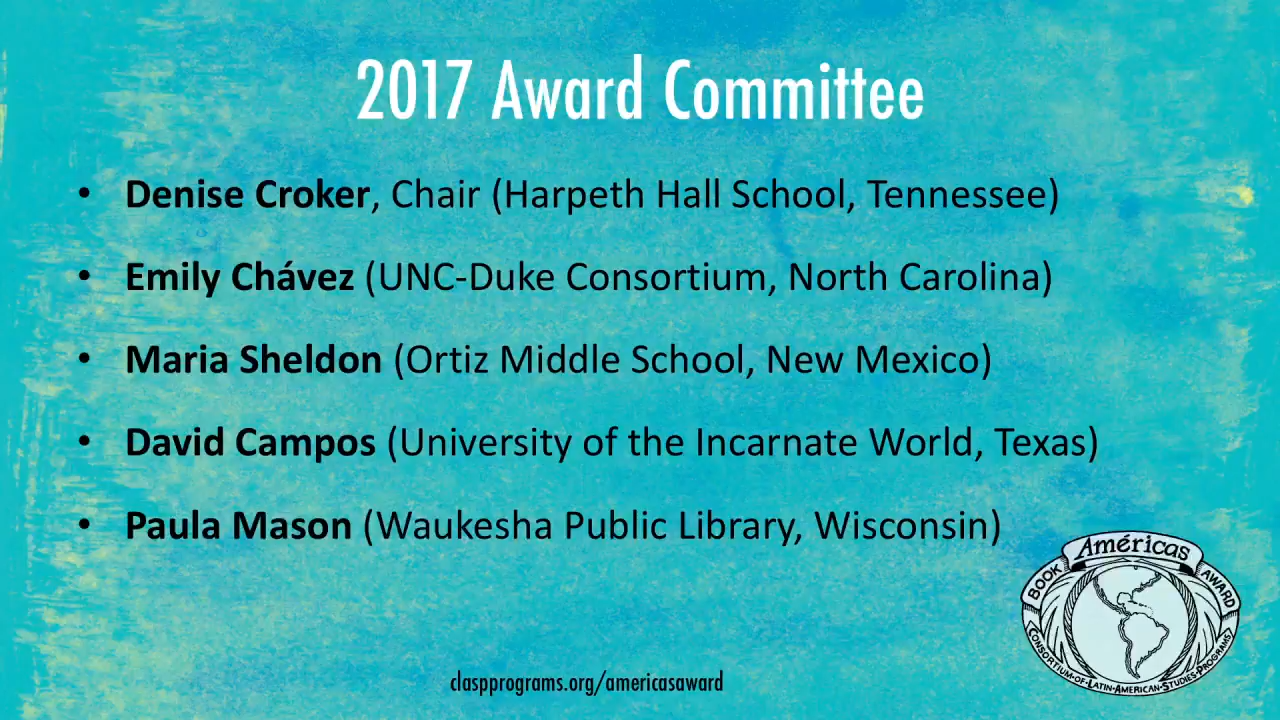 2017 Award Committee
• Denise Croker, Chair (Harpeth Hall School, Tennessee)
• Emily Chávez (UNC-Duke Consortium, North Carolina)
• Maria Sheldon (Ortiz Middle School, New Mexico)
• David Campos (University of the Incarnate World, Texas)
• Paula Mason (Waukesha Public Library, Wisconsin)
Américas
BOOK AWARD
CONSORTIUM·OF·LATIN·AMERICAN·STUDIES·PROGRAMS
claspprograms.org/americasaward